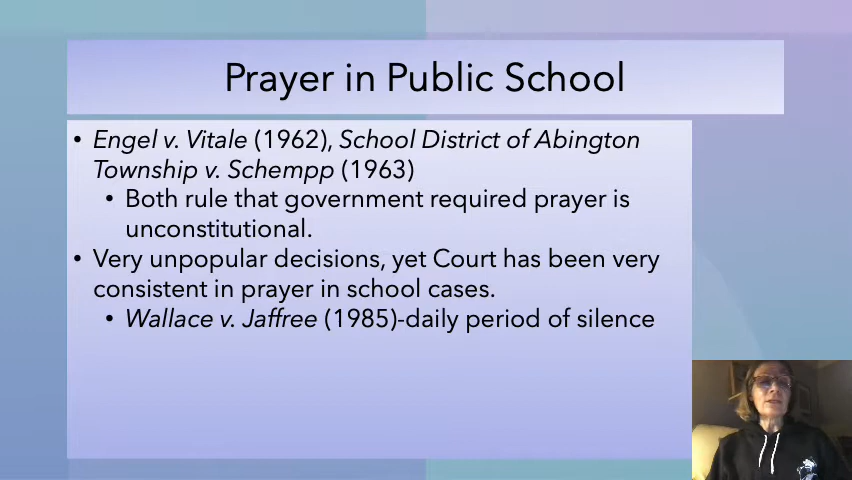 Prayer in Public School
• Engel v. Vitale (1962), School District of Abington
Township v. Schempp (1963)
• Both rule that government required prayer is
unconstitutional.
• Very unpopular decisions, yet Court has been very
consistent in prayer in school cases.
• Wallace v. Jaffree (1985)-daily period of silence